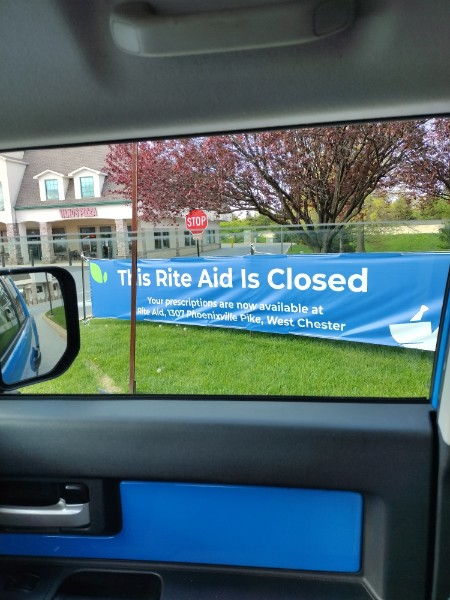 STOP
This Rite Aid Is Closed
Your prescriptions are now available at
Rite Aid, 1307 Phoenixville Pike, West Chester